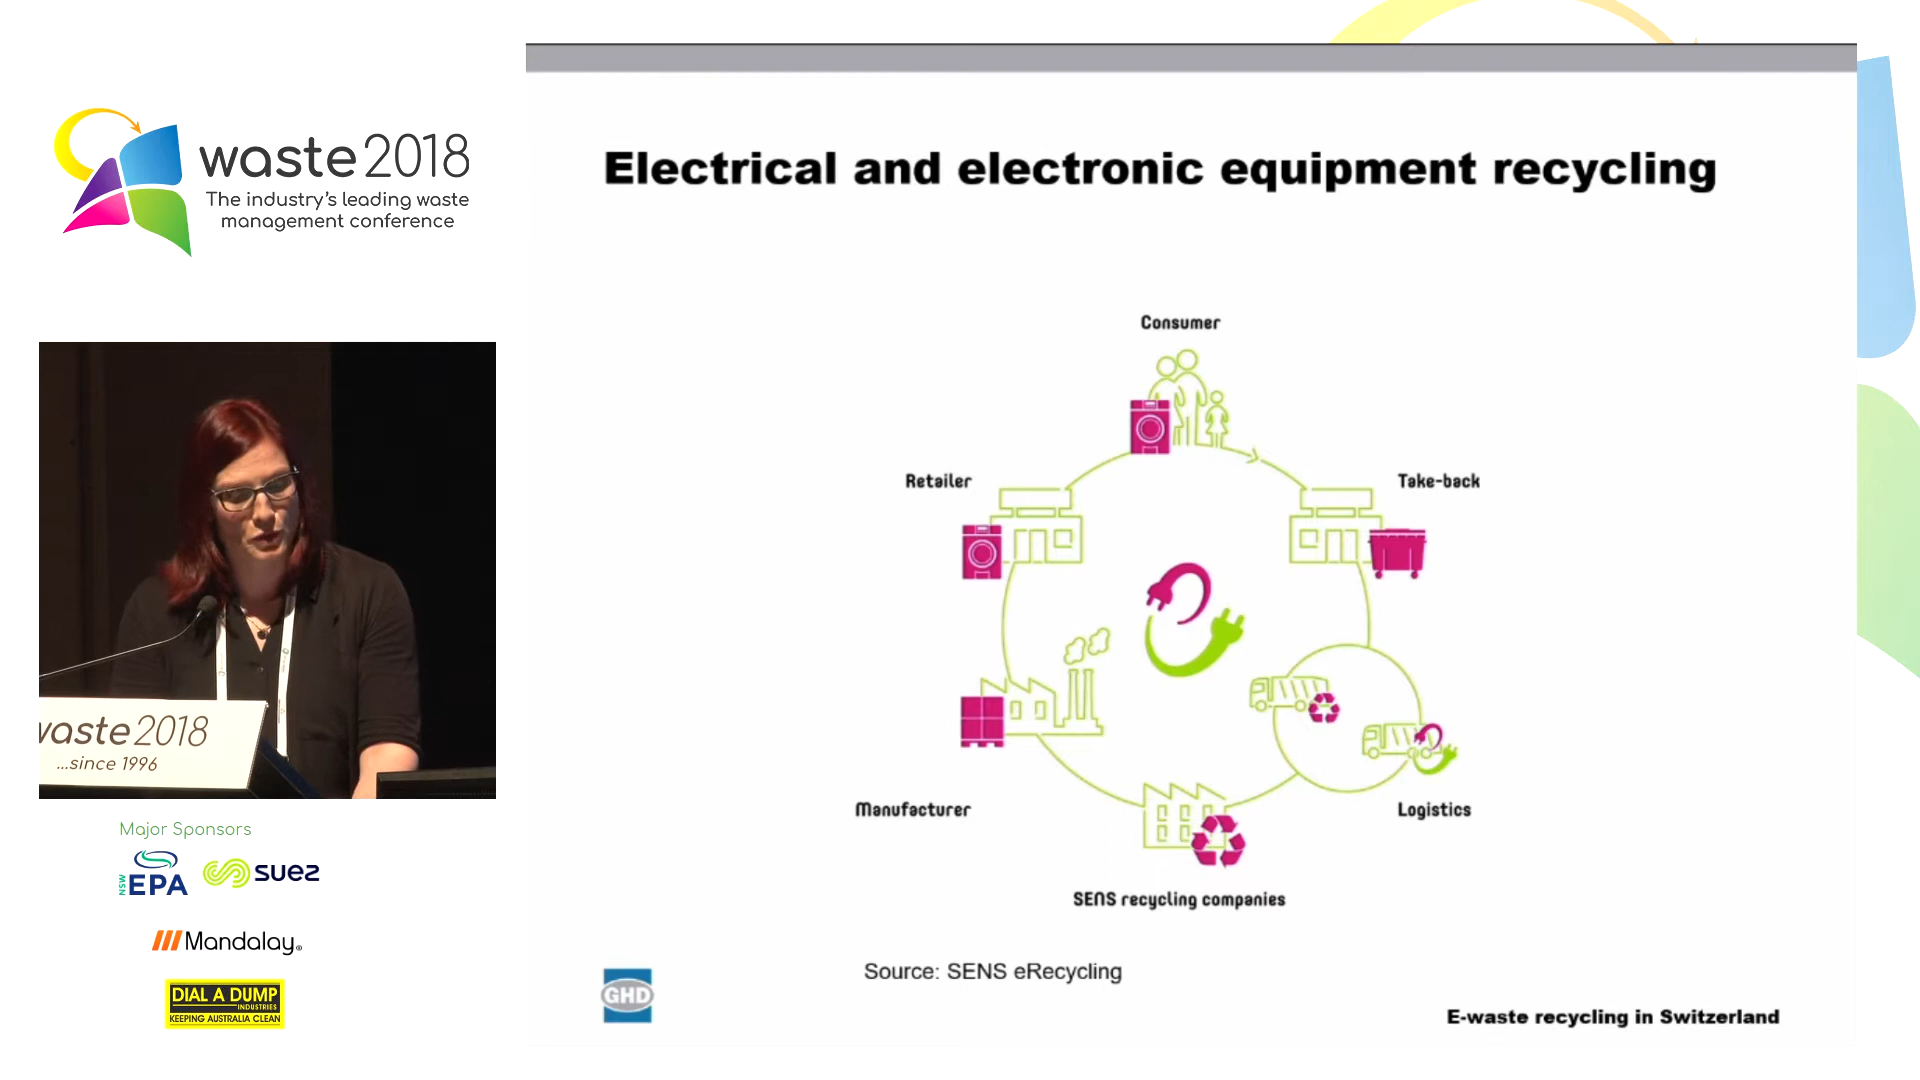 waste2018
The industry's leading waste
management conference
waste2018
...since 1996
Major Sponsors
NSW
EPA
suez
Mandalay®
DIAL A DUMP
INDUSTRIES
KEEPING AUSTRALIA CLEAN
Electrical and electronic equipment recycling
Consumer
Retailer
Take-back
Manufacturer
Logistics
SENS recycling companies
Source: SENS eRecycling
GHD
E-waste recycling in Switzerland